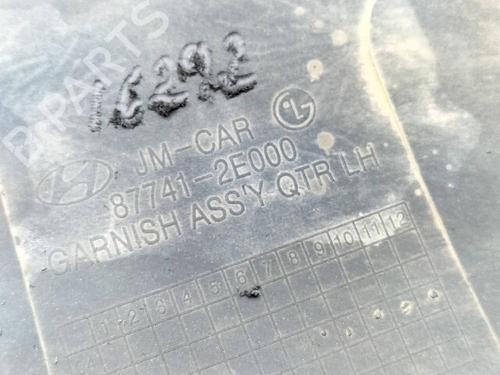 16292
JM-CAR
LG
87741-2E000
GARNISH ASS'Y QTR LH
1 2 3 4 5 6 7 8 9 10 11 12